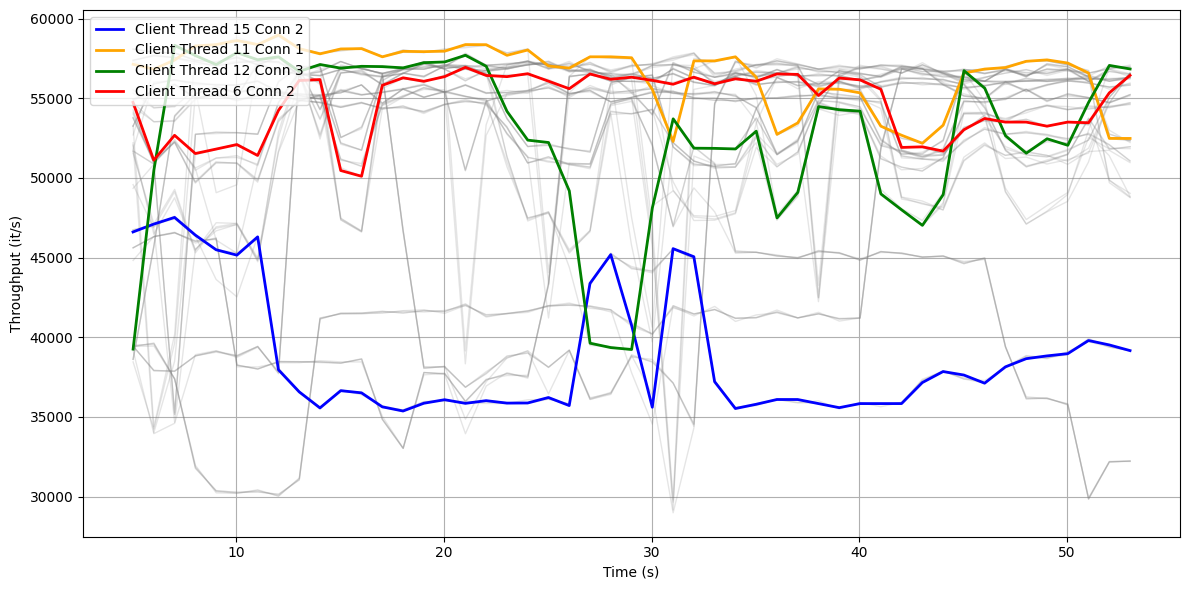 Client Thread 15 Conn 2
Client Thread 11 Conn 1
Client Thread 12 Conn 3
Client Thread 6 Conn 2
60000
55000
50000
45000
40000
35000
30000
Throughput (it/s)
10
20
30
40
50
Time (s)